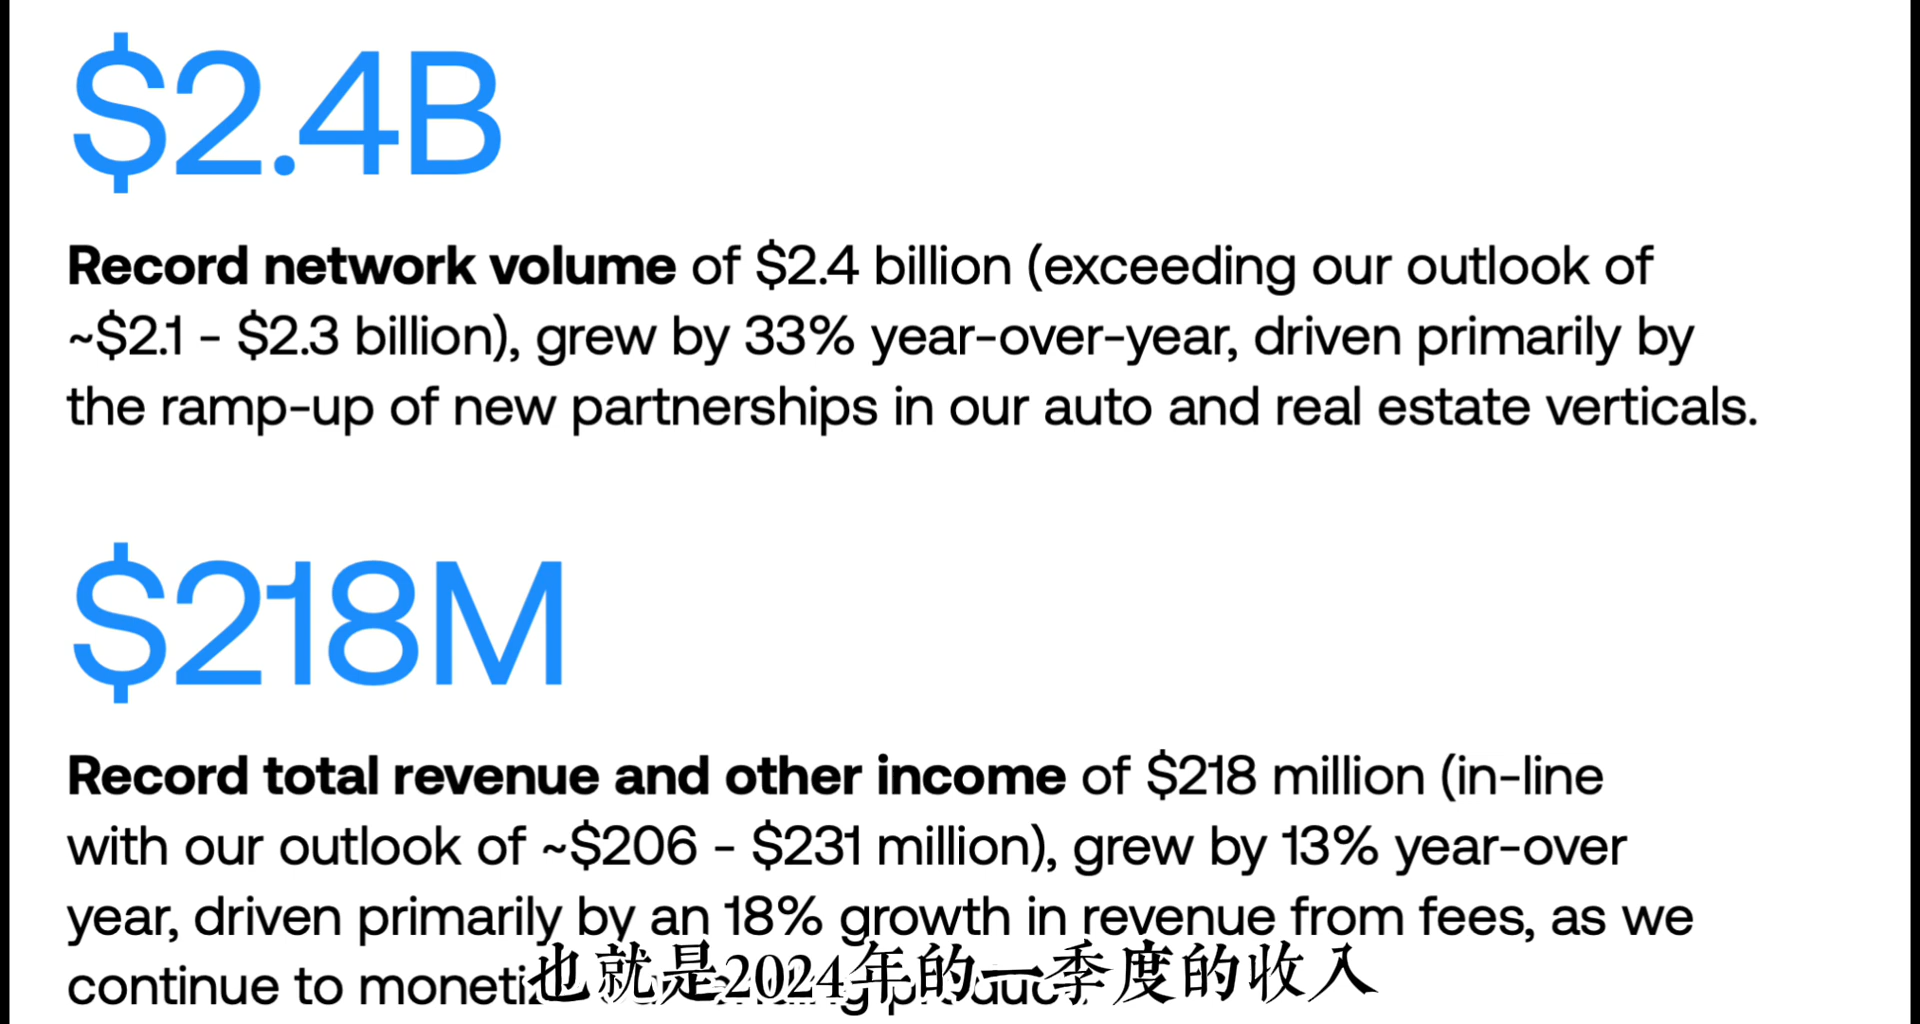 $2.4B
Record network volume of $2.4 billion (exceeding our outlook of
~$2.1 - $2.3 billion), grew by 33% year-over-year, driven primarily by
the ramp-up of new partnerships in our auto and real estate verticals.
$218M
Record total revenue and other income of $218 million (in-line
with our outlook of ~$206 - $231 million), grew by 13% year-over
year, driven primarily by an 18% growth in revenue from fees, as we
continue to
也就是2024年的一季度的收入